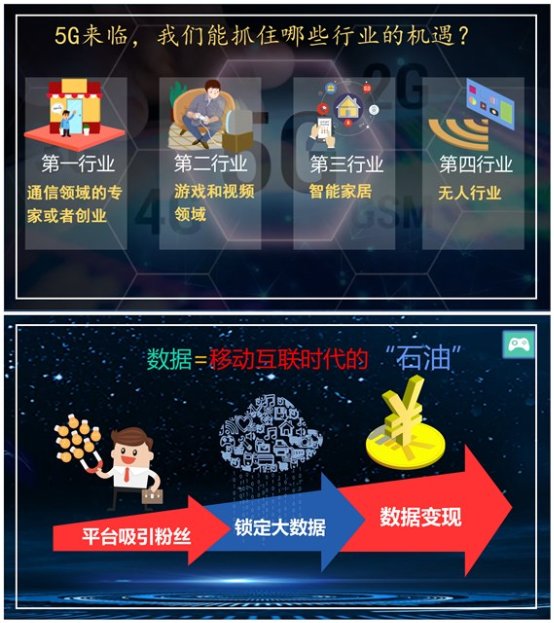 5G来临，我们能抓住哪些行业的机遇？
2G
5G
4G
GSM
第一行业
第二行业
第三行业
第四行业
通信领域的专
家或者创业
游戏和视频
领域
智能家居
无人行业
数据=移动互联时代的“石油”
平台吸引粉丝
锁定大数据
数据变现